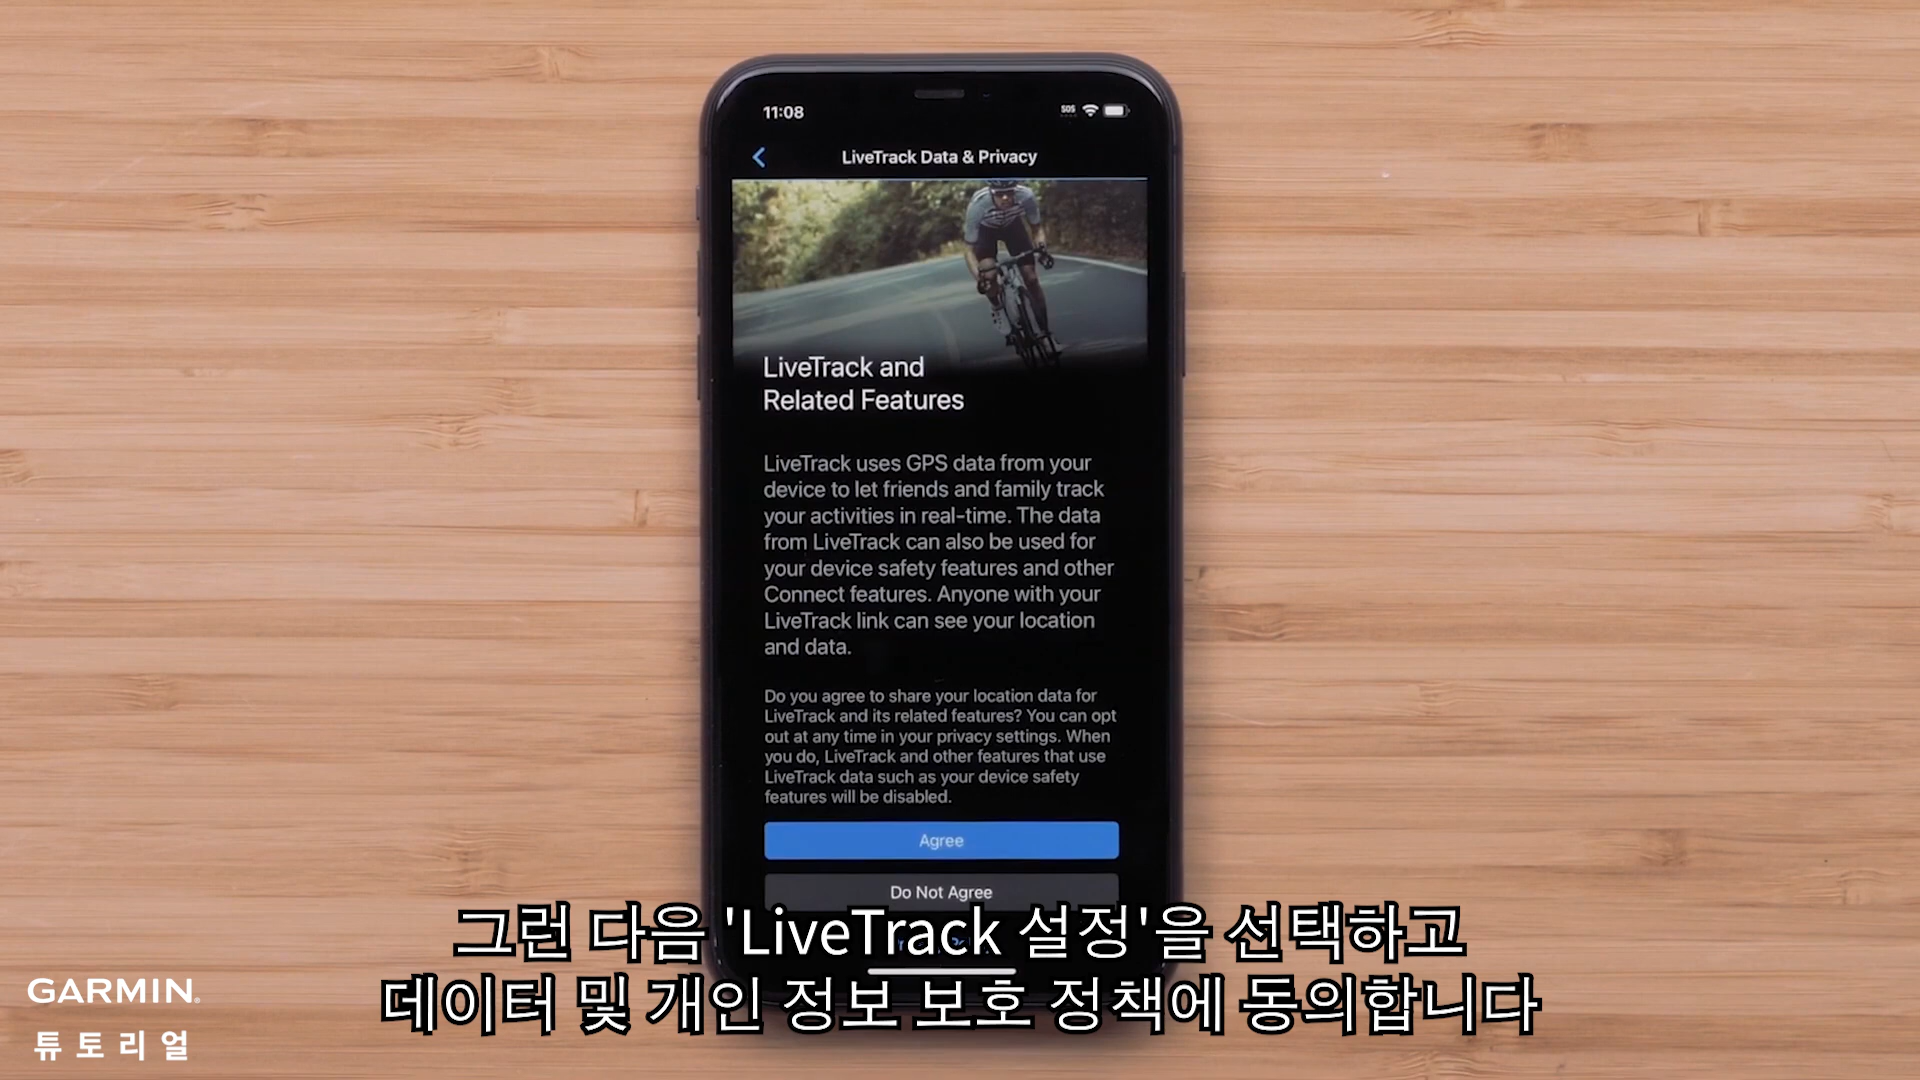 11:08
SOS
LiveTrack Data & Privacy
LiveTrack and
Related Features
LiveTrack uses GPS data from your
device to let friends and family track
your activities in real-time. The data
from LiveTrack can also be used for
your device safety features and other
Connect features. Anyone with your
LiveTrack link can see your location
and data.
Do you agree to share your location data for
LiveTrack and its related features? You can opt
out at any time in your privacy settings. When
you do, LiveTrack and other features that use
LiveTrack data such as your device safety
features will be disabled.
Agree
Do Not Agree
그런 다음 'LiveTrack 설정'을 선택하고
데이터 및 개인 정보 보호 정책에 동의합니다
GARMIN.
튜토리얼